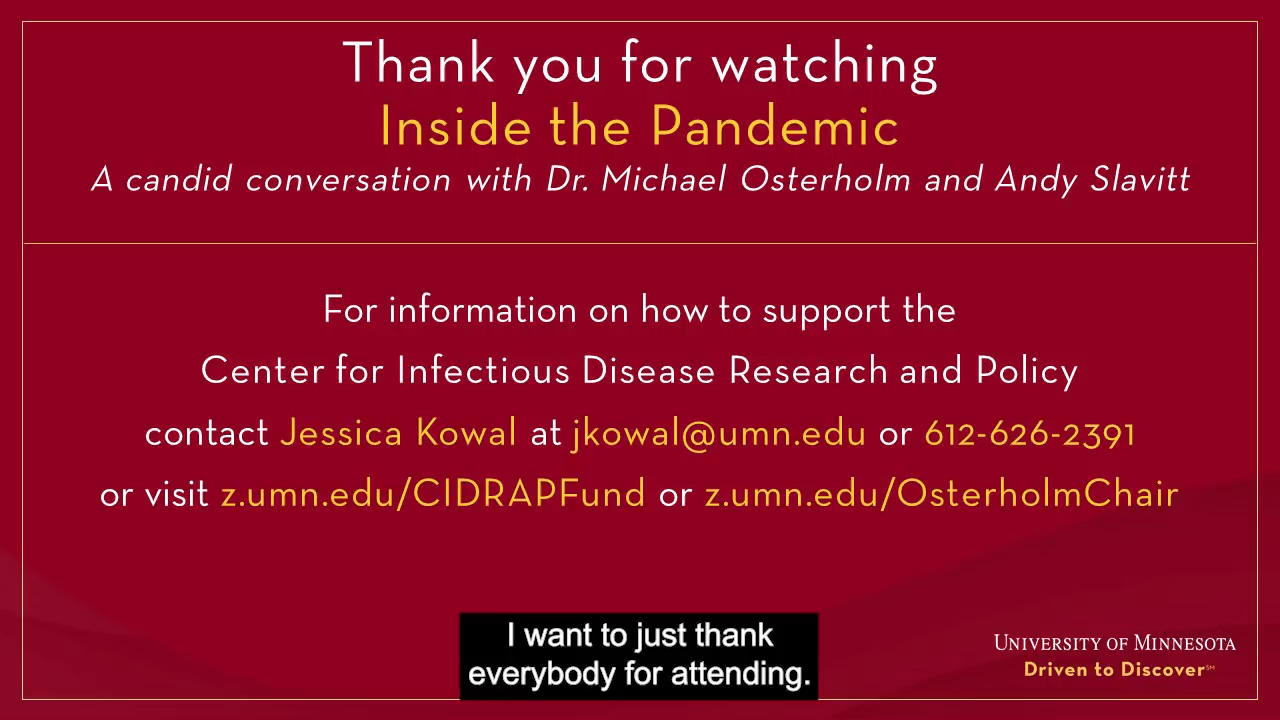 Thank you for watching
Inside the Pandemic
A candid conversation with Dr. Michael Osterholm and Andy Slavitt
For information on how to support the
Center for Infectious Disease Research and Policy
contact Jessica Kowal at jkowal@umn.edu or 612-626-2391
or visit z.umn.edu/CIDRAPFund or z.umn.edu/OsterholmChair
I want to just thank
everybody for attending.
UNIVERSITY OF MINNESOTA
Driven to Discover℠